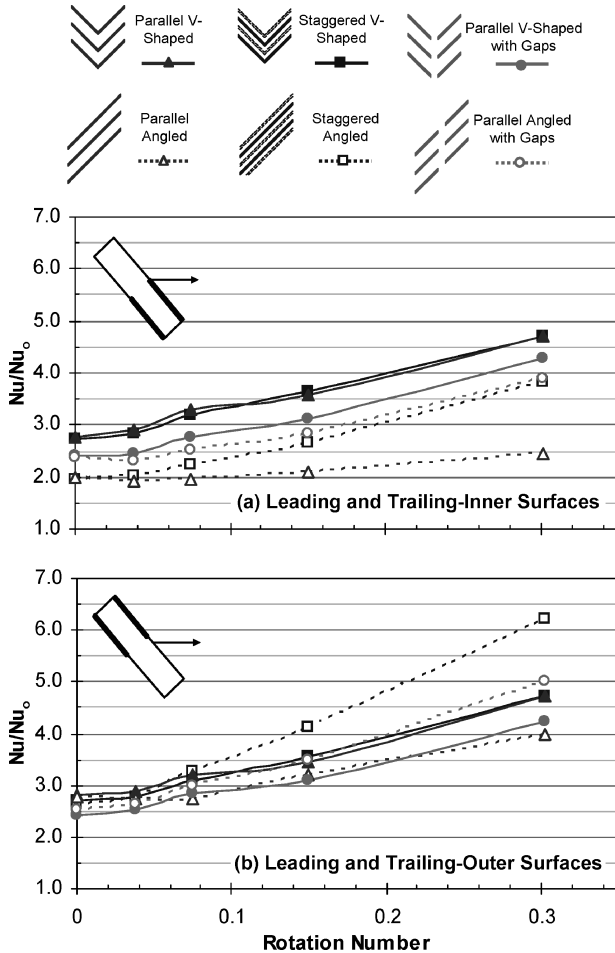 Parallel V-
Shaped
Staggered V-
Shaped
Parallel V-Shaped
with Gaps
Parallel
Angled
Staggered
Angled
Parallel Angled
with Gaps
7.0
6.0
5.0
4.0
3.0
2.0
1.0
Nu/Nuo
(a) Leading and Trailing-Inner Surfaces
7.0
6.0
5.0
4.0
3.0
2.0
1.0
Nu/Nuo
(b) Leading and Trailing-Outer Surfaces
0 0.1 0.2 0.3
Rotation Number